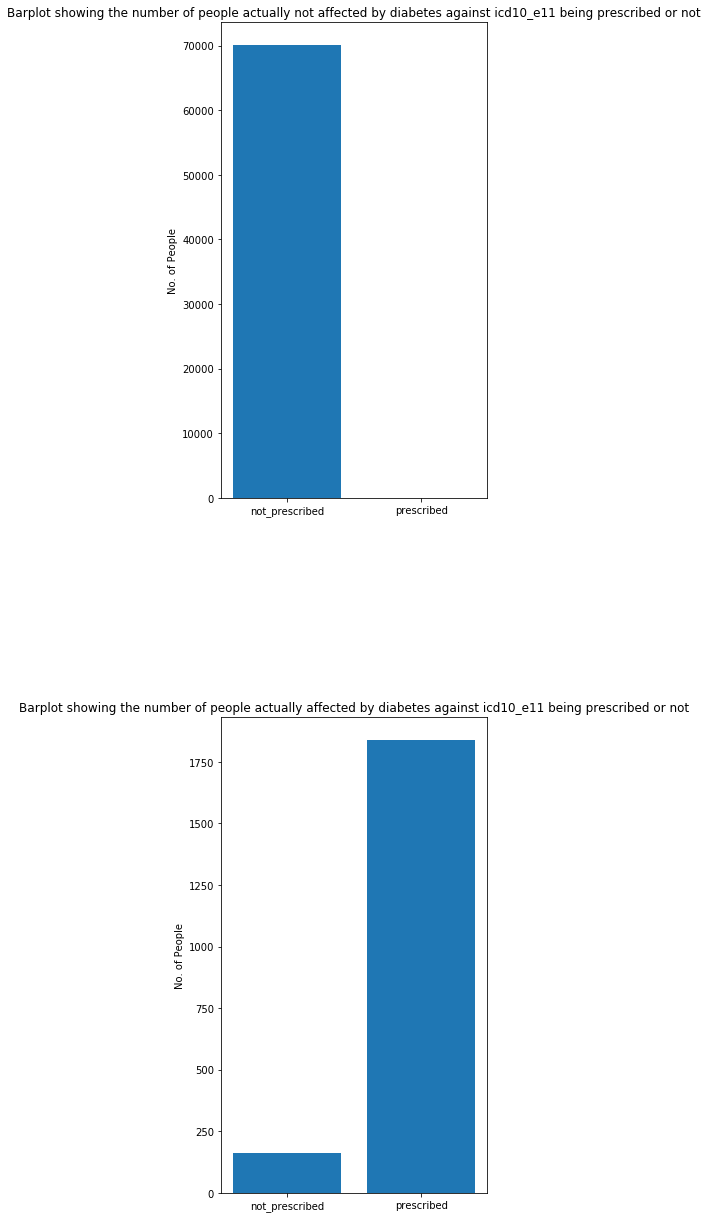 Barplot showing the number of people actually not affected by diabetes against icd10_e11 being prescribed or not
70000
60000
50000
40000
30000
20000
10000
0
No. of People
not_prescribed prescribed
Barplot showing the number of people actually affected by diabetes against icd10_e11 being prescribed or not
1750
1500
1250
1000
750
500
250
0
No. of People
not_prescribed prescribed